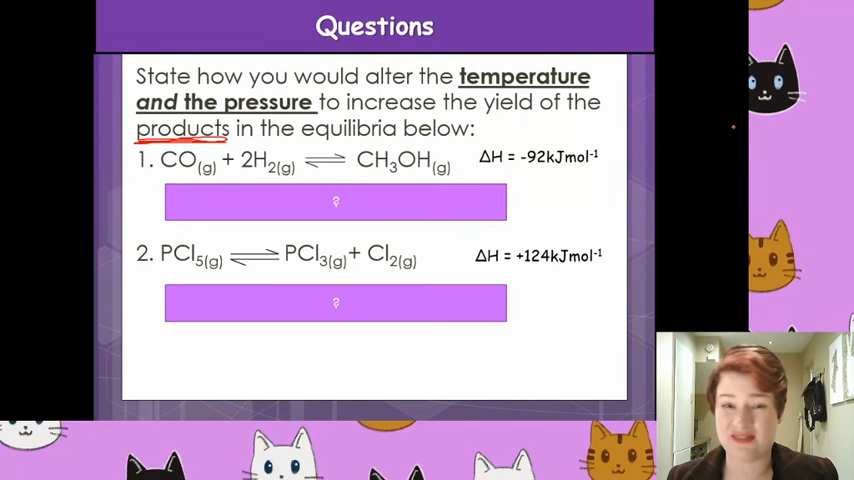 Questions
State how you would alter the temperature
and the pressure to increase the yield of the
products in the equilibria below:
1. CO(g) + 2H2(g) ⇌ CH3OH(g) ΔH = -92kJmol-1
?
2. PCl5(g) ⇌ PCl3(g)+ Cl2(g) ΔH = +124kJmol-1
?